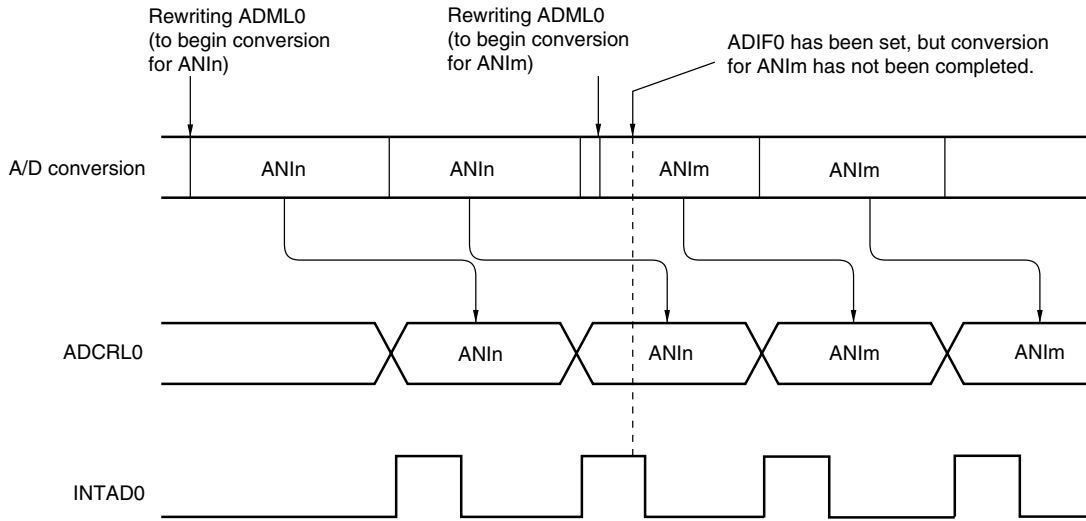 Rewriting ADML0
(to begin conversion
for ANIn)
Rewriting ADML0
(to begin conversion
for ANIm)
ADIF0 has been set, but conversion
for ANIm has not been completed.
A/D conversion
ANIn
ANIn
ANIm
ANIm
ADCRL0
ANIn
ANIn
ANIm
ANIm
INTAD0